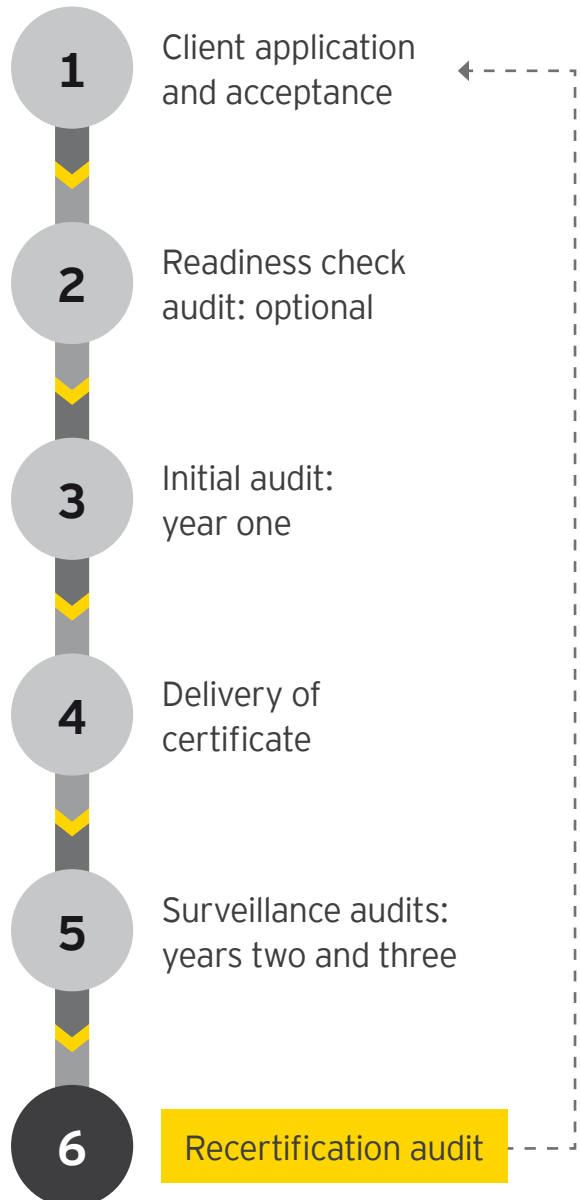 1
Client application
and acceptance
2
Readiness check
audit: optional
3
Initial audit:
year one
4
Delivery of
certificate
5
Surveillance audits:
years two and three
6
Recertification audit